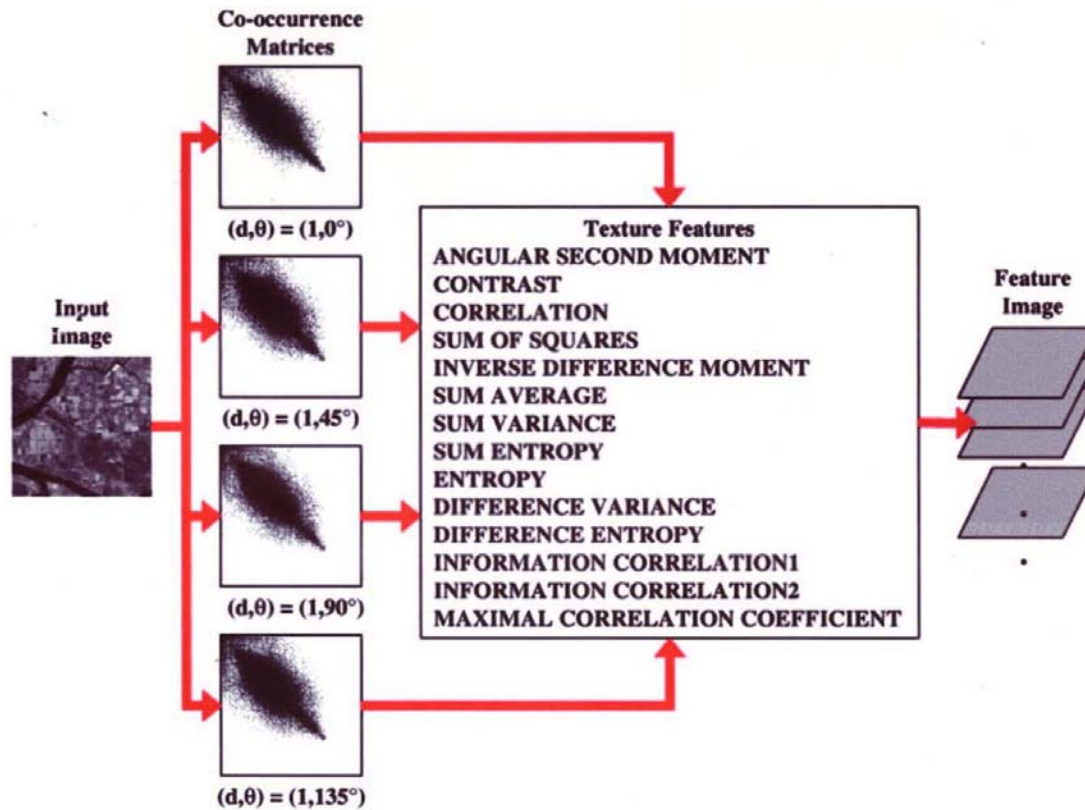 Co-occurrence
Matrices
(d,θ) = (1,0°)
Input
Image
(d,θ) = (1,45°)
(d,θ) = (1,90°)
(d,θ) = (1,135°)
Texture Features
ANGULAR SECOND MOMENT
CONTRAST
CORRELATION
SUM OF SQUARES
INVERSE DIFFERENCE MOMENT
SUM AVERAGE
SUM VARIANCE
SUM ENTROPY
ENTROPY
DIFFERENCE VARIANCE
DIFFERENCE ENTROPY
INFORMATION CORRELATION1
INFORMATION CORRELATION2
MAXIMAL CORRELATION COEFFICIENT
Feature
Image